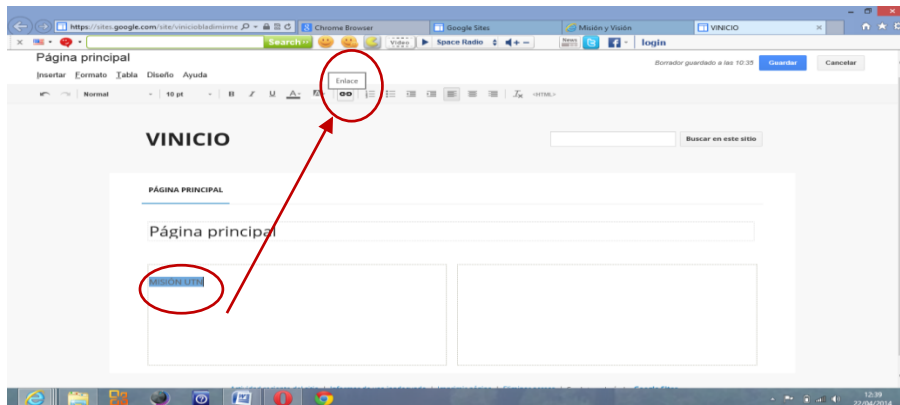 https://sites.google.com/site/viniciobladimirme
Chrome Browser
Google Sites
Misión y Visión
VINICIO
Search
Video
Space Radio
News
login
Página principal
Borrador guardado a las 10:35
Guardar
Cancelar
Insertar Formato Tabla Diseño Ayuda
Enlace
Normal
10 pt
B I U A
<HTML>
VINICIO
Buscar en este sitio
PÁGINA PRINCIPAL
Página principal
MISIÓN UTN
12:39
22/04/2014